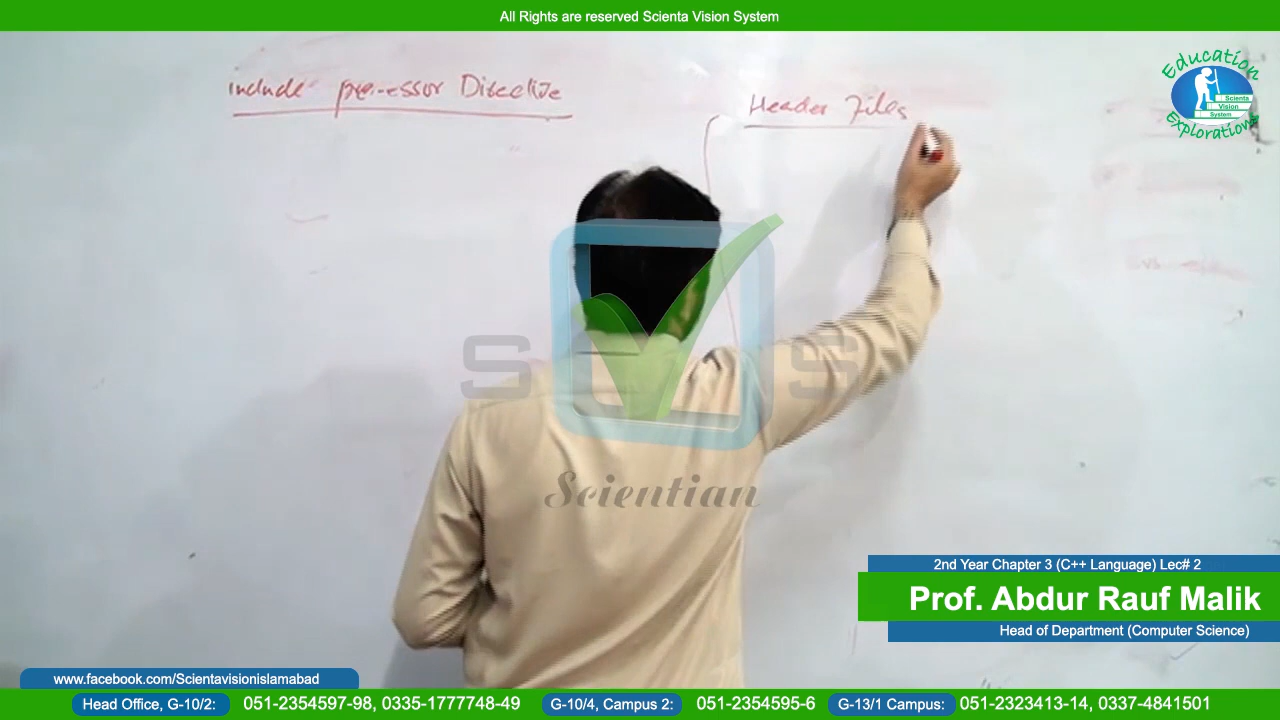 All Rights are reserved Scienta Vision System
Education
Scienta
Vision
System
Explorations
include pre-essor Directive
Header Files
S S
Scientian
2nd Year Chapter 3 (C++ Language) Lec# 2
Prof. Abdur Rauf Malik
Head of Department (Computer Science)
www.facebook.com/Scientavisionislamabad
Head Office, G-10/2: 051-2354597-98, 0335-1777748-49 G-10/4, Campus 2: 051-2354595-6 G-13/1 Campus: 051-2323413-14, 0337-4841501